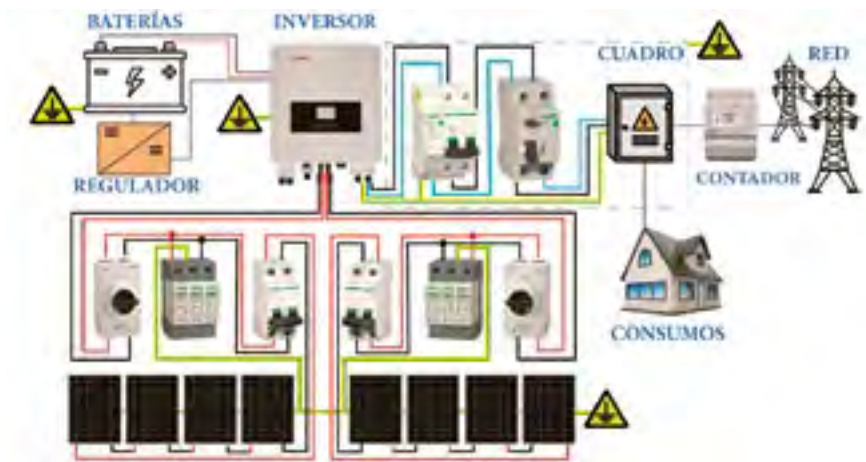 BATERÍAS
INVERSOR
CUADRO
RED
REGULADOR
CONTADOR
CONSUMOS